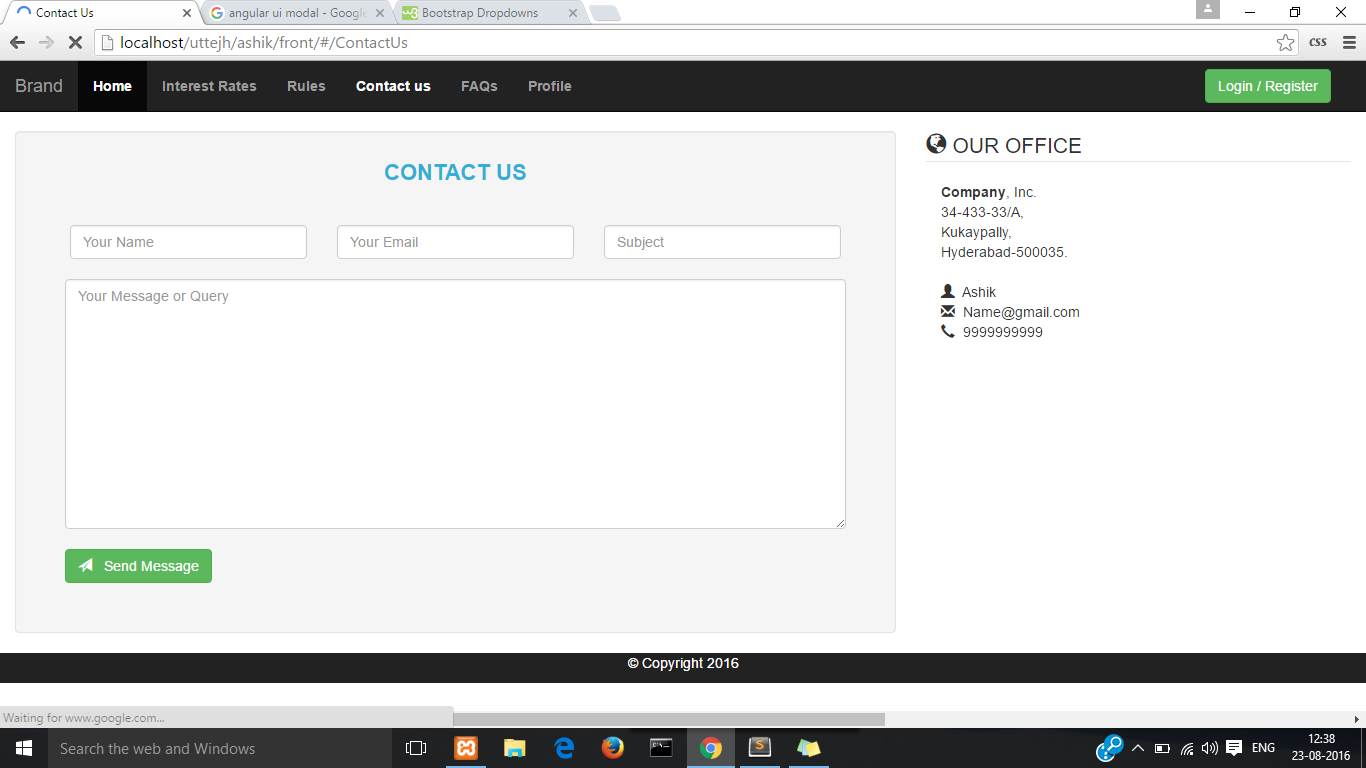 Contact Us
angular ui modal - Google
Bootstrap Dropdowns
localhost/uttejh/ashik/front/#/ContactUs
css
Brand Home Interest Rates Rules Contact us FAQs Profile Login / Register
CONTACT US
Your Name Your Email Subject
Your Message or Query
Send Message
OUR OFFICE
Company, Inc.
34-433-33/A,
Kukaypally,
Hyderabad-500035.
Ashik
Name@gmail.com
9999999999
© Copyright 2016
Waiting for www.google.com...
Search the web and Windows
ENG
12:38
23-08-2016